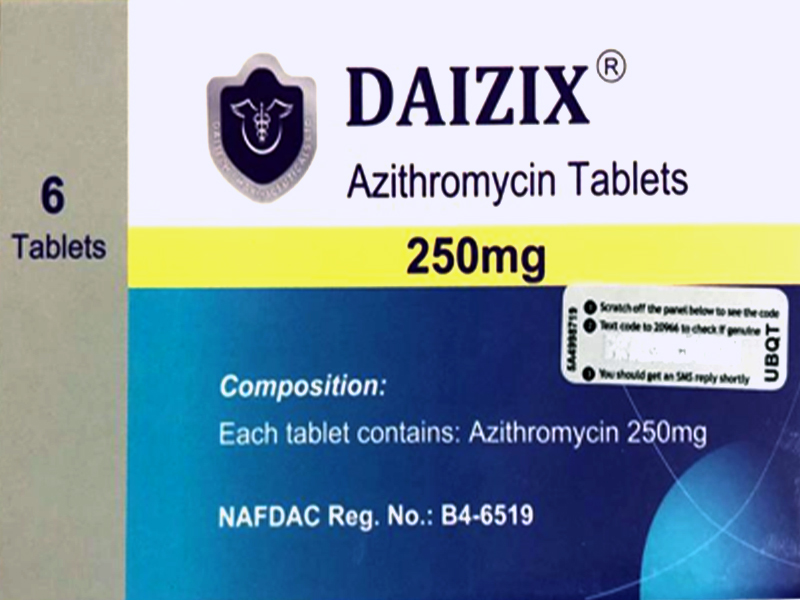 6
Tablets
DAIZIX®
Azithromycin Tablets
250mg
SA4998719
Scratch off the panel below to see the code
Text code to 20966 to check if genuine
You should get an SMS reply shortly
UBQT
Composition:
Each tablet contains: Azithromycin 250mg
NAFDAC Reg. No.: B4-6519